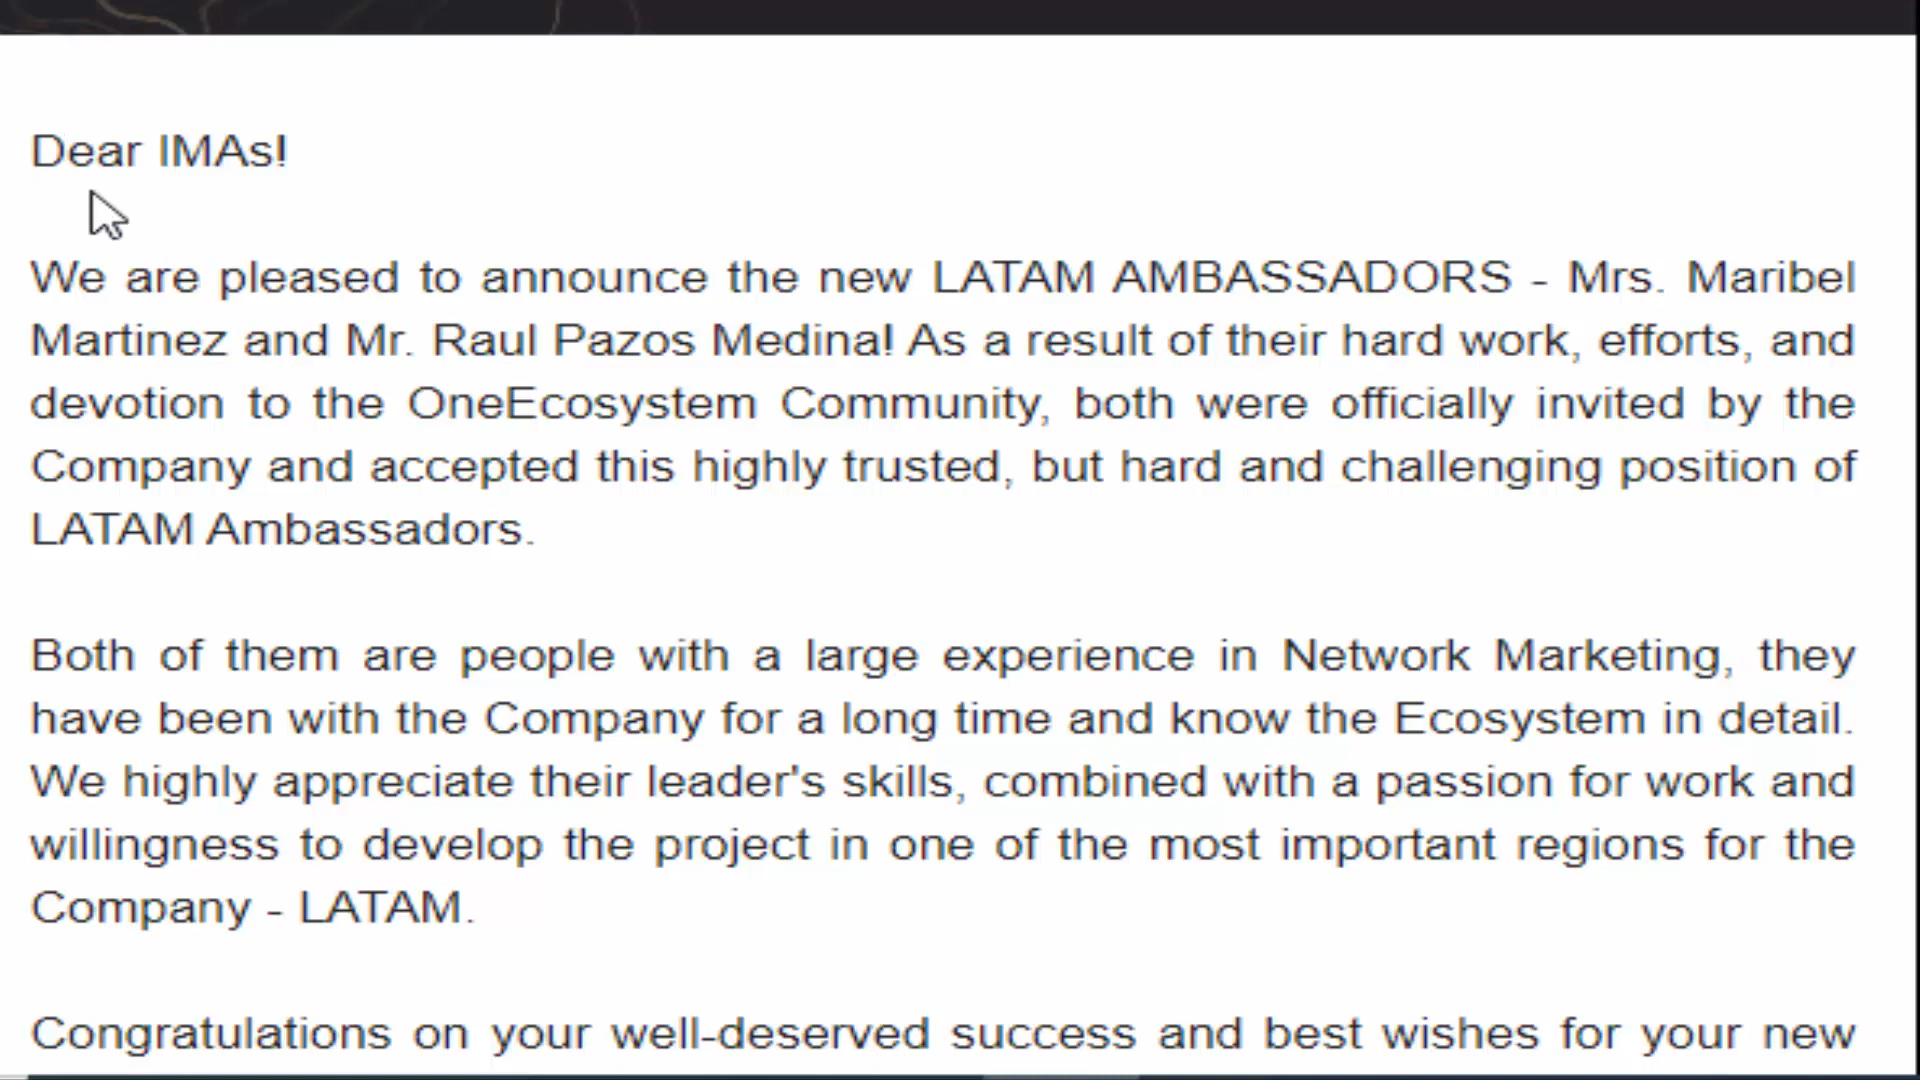 Dear IMAs!
We are pleased to announce the new LATAM AMBASSADORS - Mrs. Maribel
Martinez and Mr. Raul Pazos Medina! As a result of their hard work, efforts, and
devotion to the OneEcosystem Community, both were officially invited by the
Company and accepted this highly trusted, but hard and challenging position of
LATAM Ambassadors.
Both of them are people with a large experience in Network Marketing, they
have been with the Company for a long time and know the Ecosystem in detail.
We highly appreciate their leader's skills, combined with a passion for work and
willingness to develop the project in one of the most important regions for the
Company - LATAM.
Congratulations on your well-deserved success and best wishes for your new